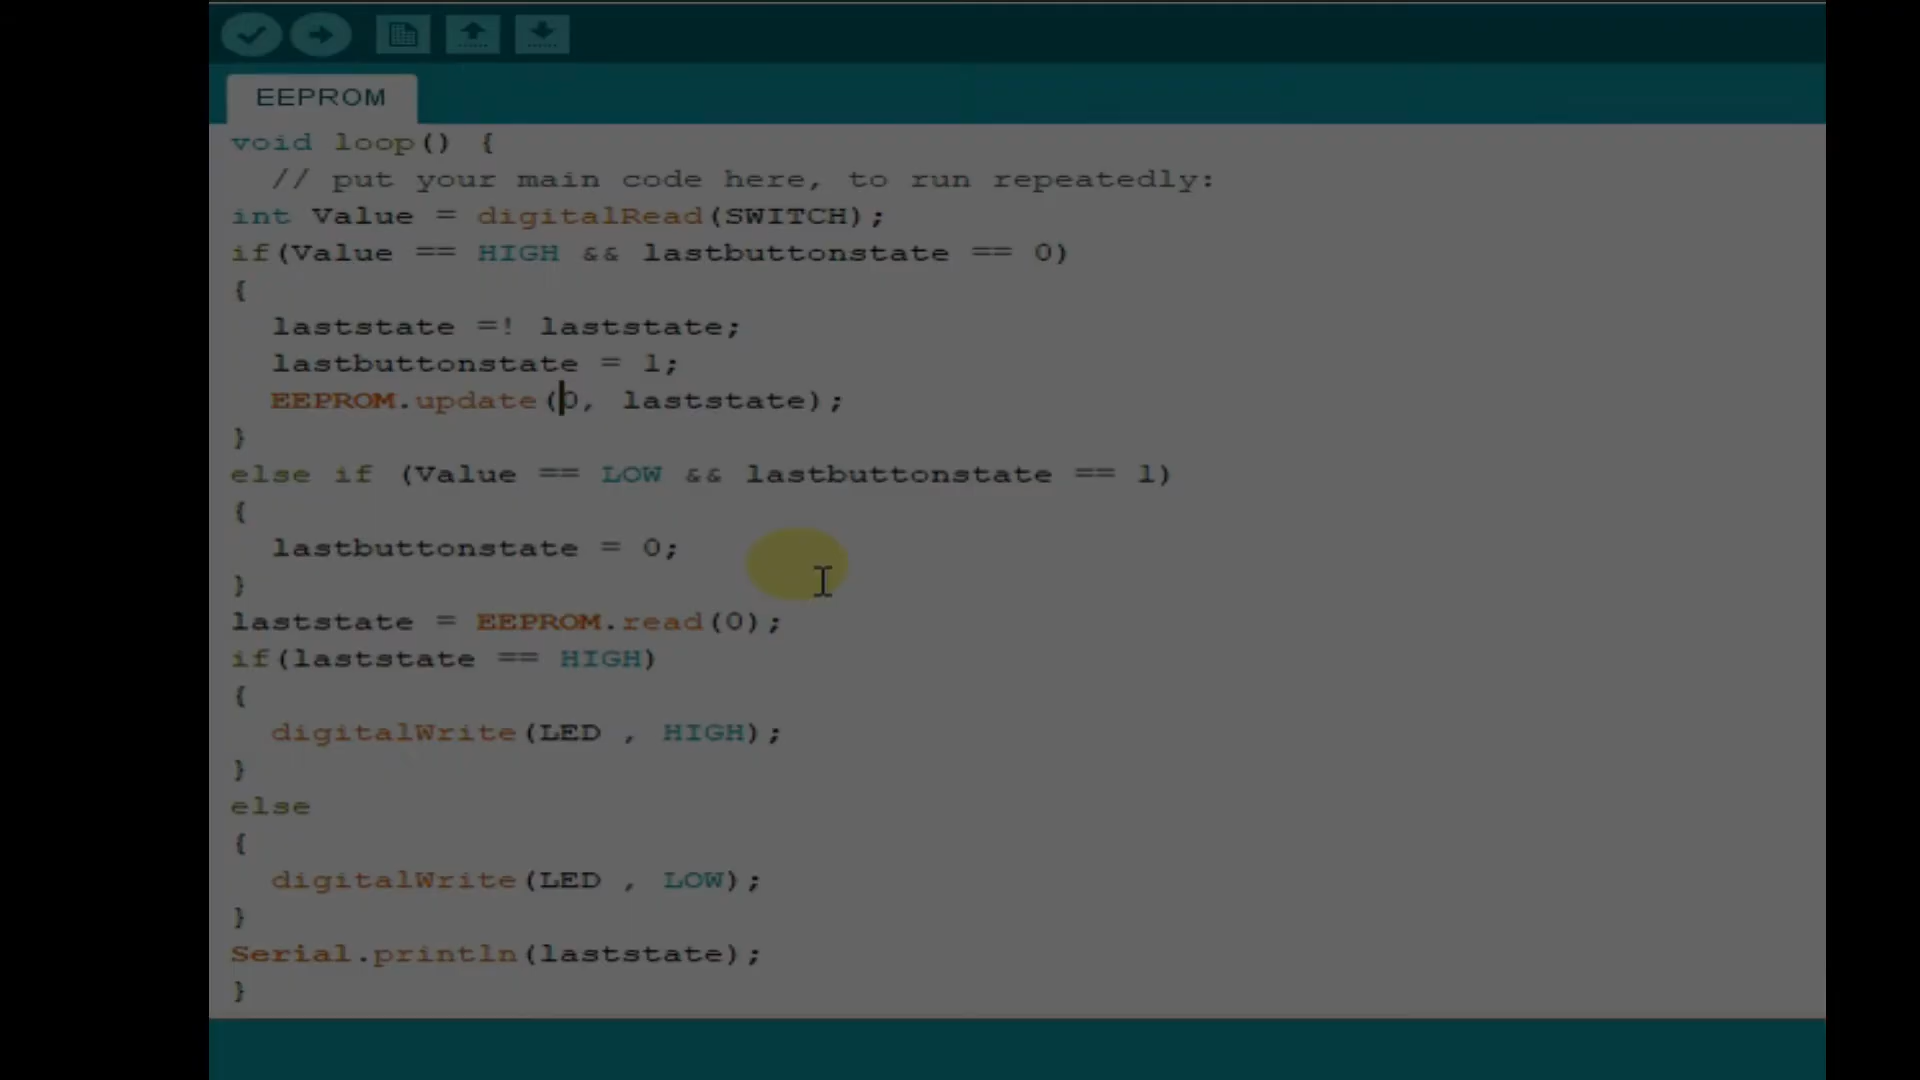 EEPROM
void loop() {
// put your main code here, to run repeatedly:
int Value = digitalRead(SWITCH);
if(Value == HIGH && lastbuttonstate == 0)
{
laststate =! laststate;
lastbuttonstate = 1;
EEPROM.update(0, laststate);
}
else if (Value == LOW && lastbuttonstate == 1)
{
lastbuttonstate = 0;
}
laststate = EEPROM.read(0);
if(laststate == HIGH)
{
digitalWrite(LED , HIGH);
}
else
{
digitalWrite(LED , LOW);
}
Serial.println(laststate);
}